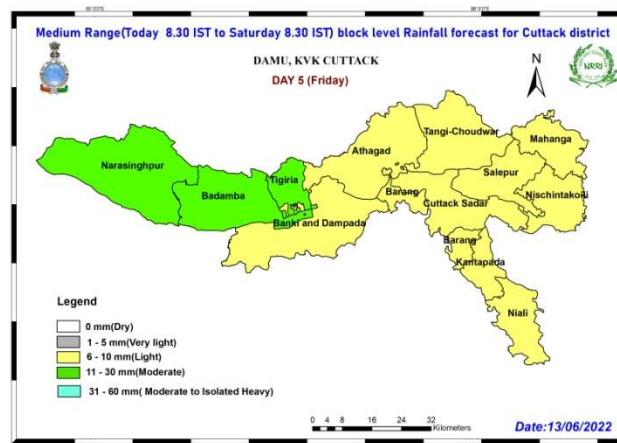 Medium Range(Today 8.30 IST to Saturday 8.30 IST) block level Rainfall forecast for Cuttack district
DAMU, KVK CUTTACK
DAY 5 (Friday)
N
NRRI
Tangi-Choudwar
Mahanga
Athagad
Narasinghpur
Tigiria
Salepur
Badamba
Barang
Nischintakoili
Cuttack Sadar
Banki and Dampada
Barang
Kantapada
Niali
Legend
0 mm(Dry)
1 - 5 mm(Very light)
6 - 10 mm(Light)
11 - 30 mm(Moderate)
31 - 60 mm( Moderate to Isolated Heavy)
0 4 8 16 24 32
Kilometers
Date:13/06/2022